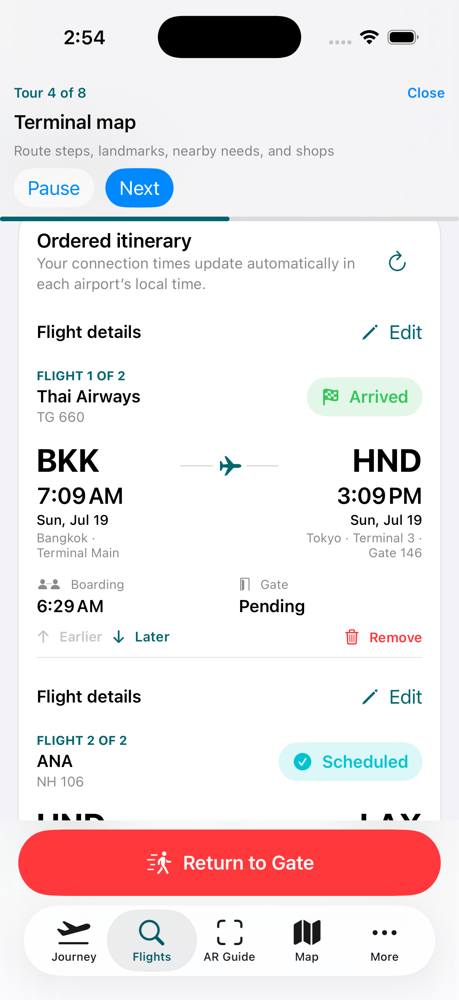 2:54
Tour 4 of 8
Close
Terminal map
Route steps, landmarks, nearby needs, and shops
Pause
Next
Ordered itinerary
Your connection times update automatically in
each airport’s local time.
Flight details
Edit
FLIGHT 1 OF 2
Thai Airways
TG 660
Arrived
BKK
HND
7:09 AM
3:09 PM
Sun, Jul 19
Sun, Jul 19
Bangkok ·
Terminal Main
Tokyo · Terminal 3 ·
Gate 146
Boarding
Gate
6:29 AM
Pending
Earlier
Later
Remove
Flight details
Edit
FLIGHT 2 OF 2
ANA
NH 106
Scheduled
HND
LAX
Return to Gate
Journey
Flights
AR Guide
Map
More